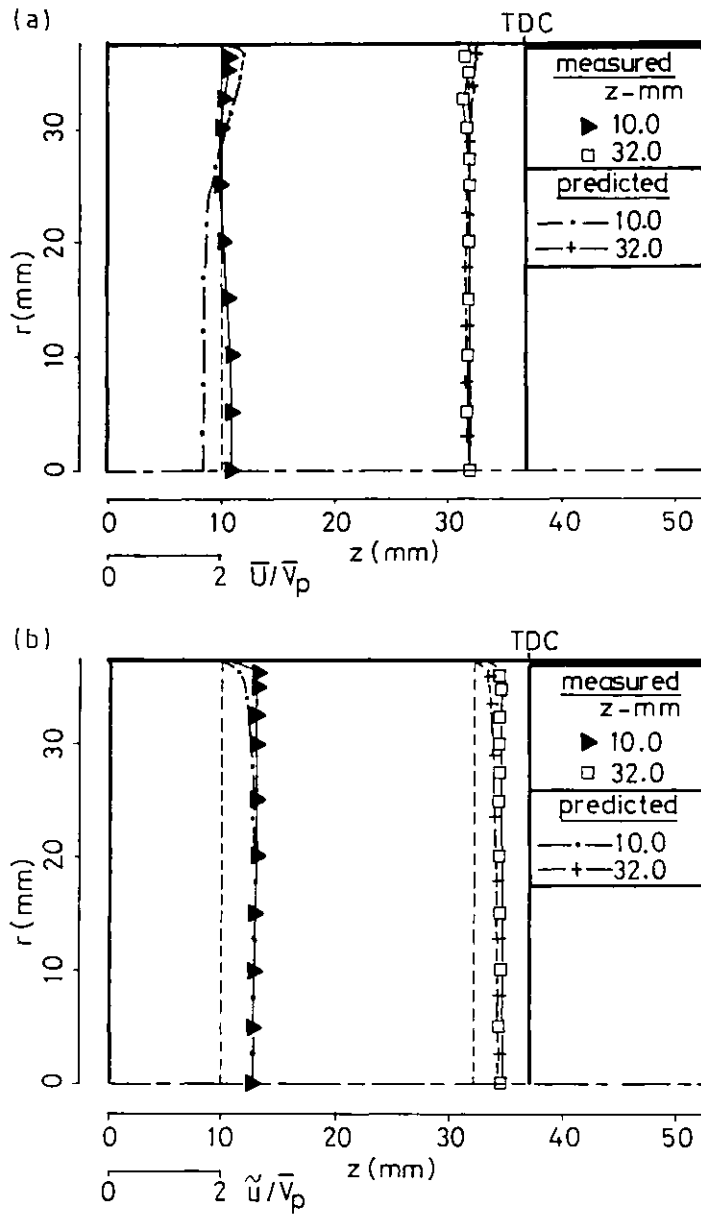 (a)
TDC
measured
z-mm
▶ 10.0
□ 32.0
predicted
—·— 10.0
—+— 32.0
r(mm)
30
20
10
0
0 10 20 30 40 50
z(mm)
0 2 U̅/V̅p
(b)
TDC
measured
z-mm
▶ 10.0
□ 32.0
predicted
—·— 10.0
—+— 32.0
r(mm)
30
20
10
0
0 10 20 30 40 50
z(mm)
0 2 ũ/V̅p